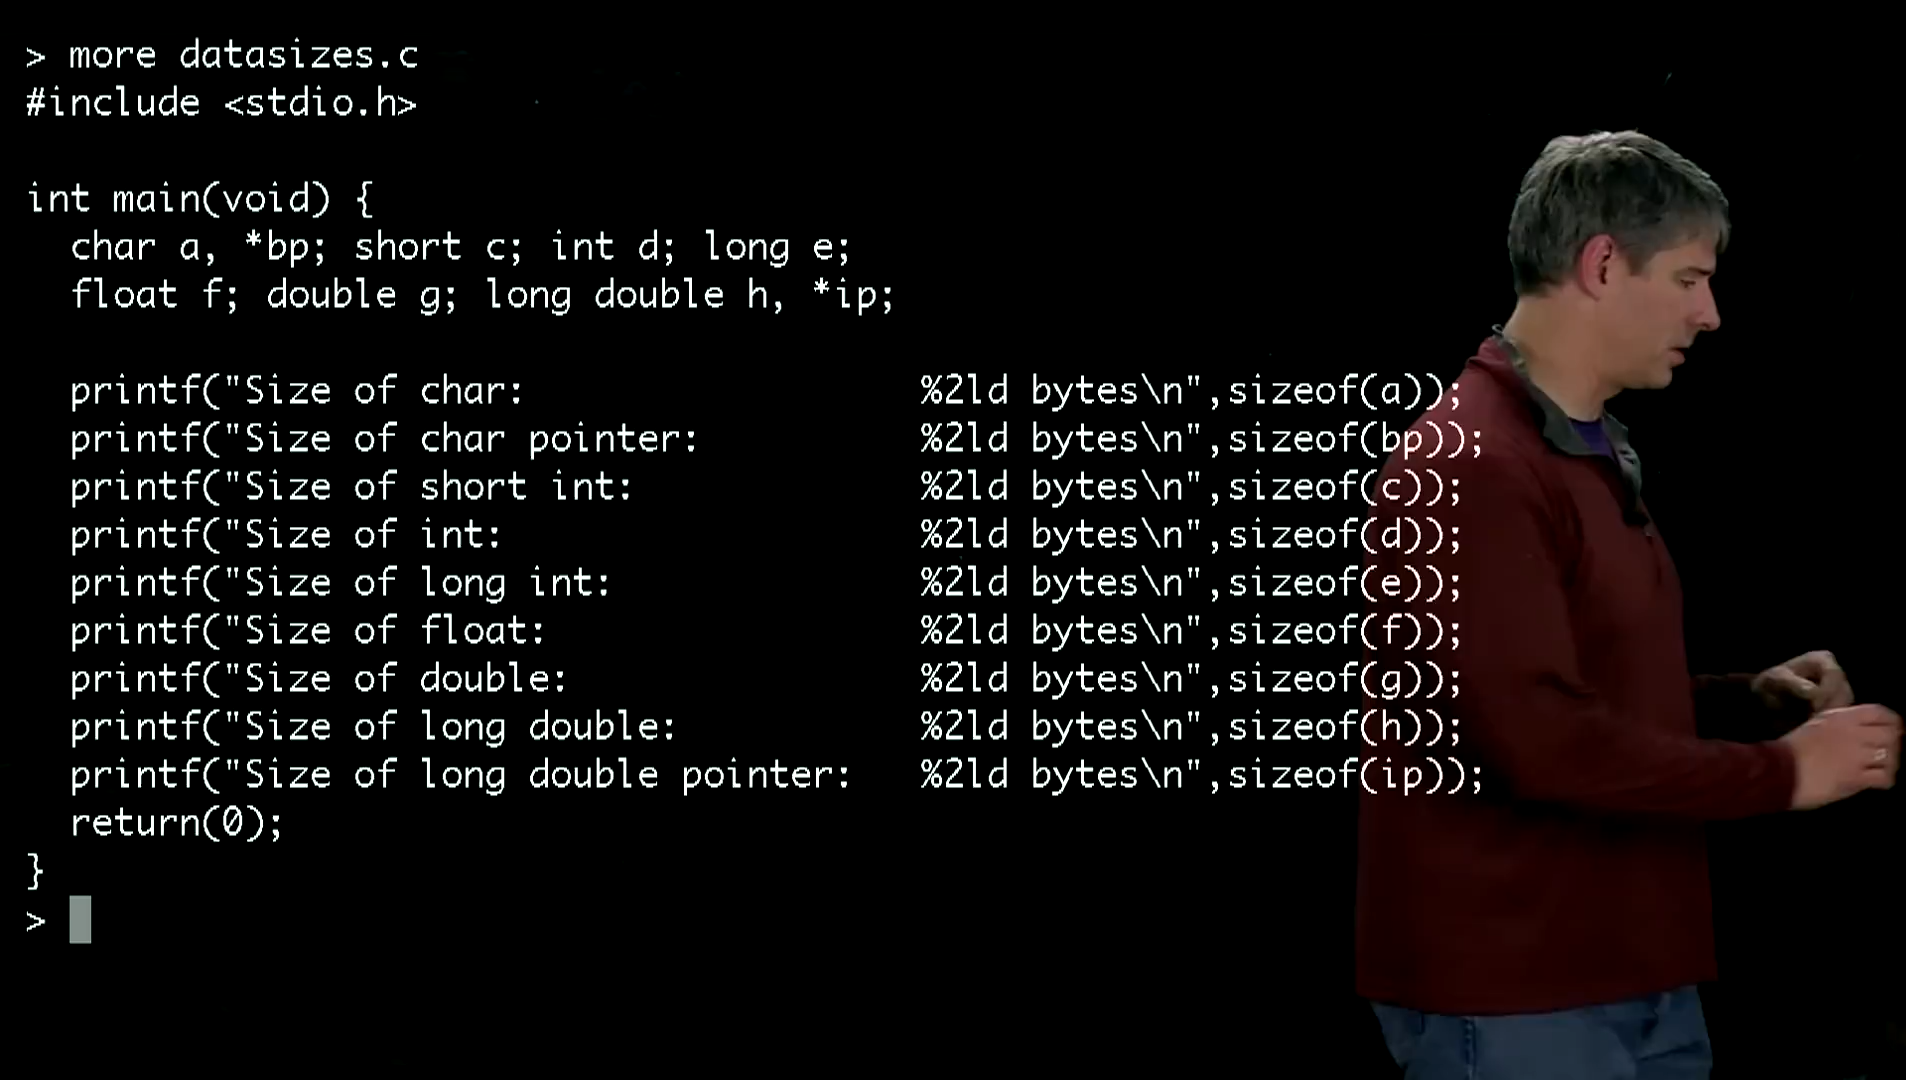 > more datasizes.c
#include <stdio.h>

int main(void) {
  char a, *bp; short c; int d; long e;
  float f; double g; long double h, *ip;

  printf("Size of char:                  %2ld bytes\n",sizeof(a));
  printf("Size of char pointer:          %2ld bytes\n",sizeof(bp));
  printf("Size of short int:             %2ld bytes\n",sizeof(c));
  printf("Size of int:                   %2ld bytes\n",sizeof(d));
  printf("Size of long int:              %2ld bytes\n",sizeof(e));
  printf("Size of float:                 %2ld bytes\n",sizeof(f));
  printf("Size of double:                %2ld bytes\n",sizeof(g));
  printf("Size of long double:           %2ld bytes\n",sizeof(h));
  printf("Size of long double pointer:   %2ld bytes\n",sizeof(ip));
  return(0);
}
>